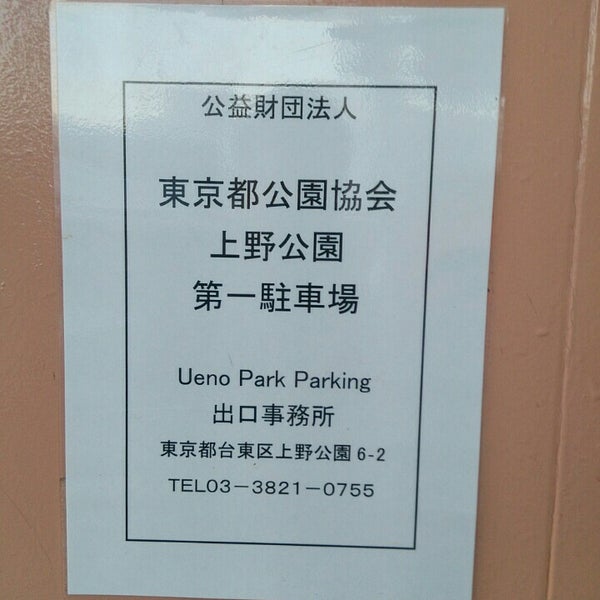 公益財団法人
東京都公園協会
上野公園
第一駐車場
Ueno Park Parking
出口事務所
東京都台東区上野公園6-2
TEL03－3821－0755